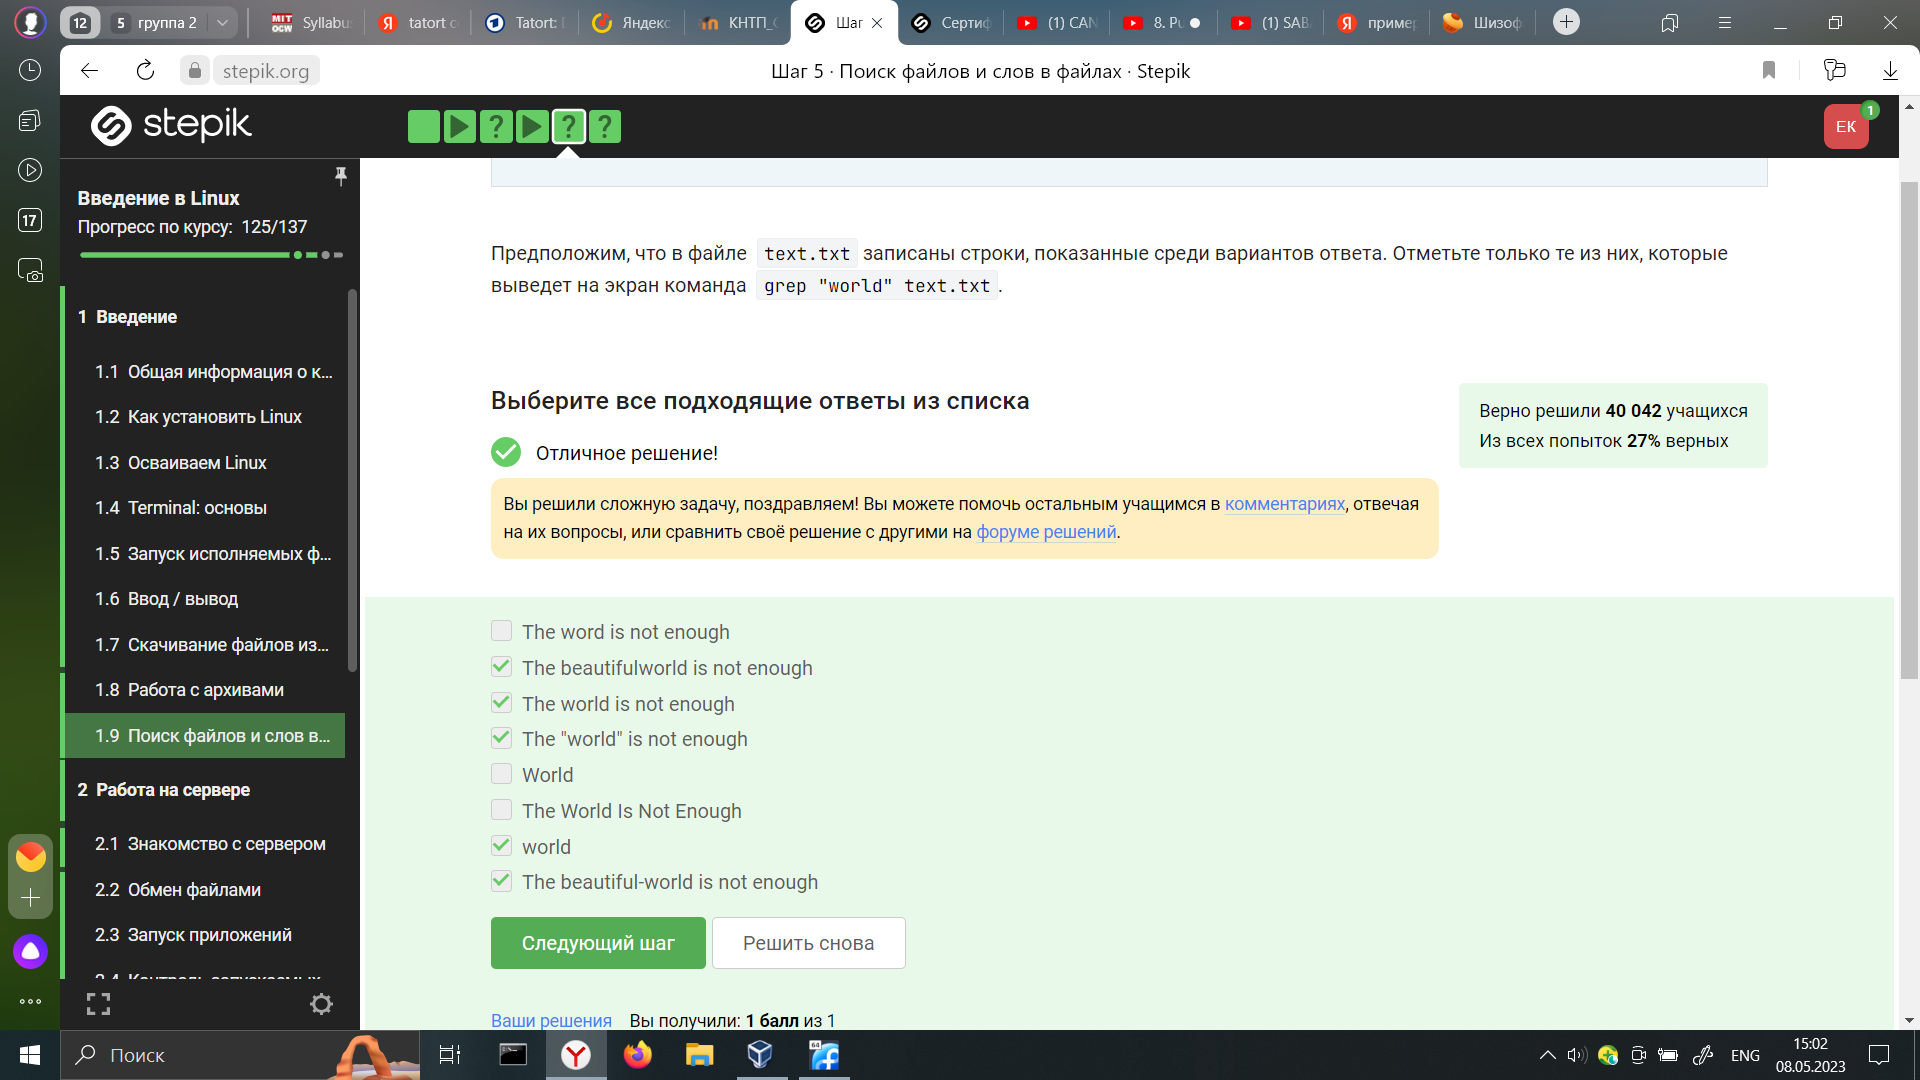 12
5 группа 2
MIT OCW Syllabu
tatort c
Tatort:
Яндекс
КНТП_
Шаг
Сертиф
(1) CAN
8. Pu
(1) SAB
пример
Шизоф
stepik.org
Шаг 5 · Поиск файлов и слов в файлах · Stepik
17
stepik
? ? ?
ЕК
1
Введение в Linux
Прогресс по курсу: 125/137
1 Введение
1.1 Общая информация о к...
1.2 Как установить Linux
1.3 Осваиваем Linux
1.4 Terminal: основы
1.5 Запуск исполняемых ф...
1.6 Ввод / вывод
1.7 Скачивание файлов из...
1.8 Работа с архивами
1.9 Поиск файлов и слов в...
2 Работа на сервере
2.1 Знакомство с сервером
2.2 Обмен файлами
2.3 Запуск приложений
Предположим, что в файле text.txt записаны строки, показанные среди вариантов ответа. Отметьте только те из них, которые
выведет на экран команда grep "world" text.txt.
Выберите все подходящие ответы из списка
Верно решили 40 042 учащихся
Из всех попыток 27% верных
Отличное решение!
Вы решили сложную задачу, поздравляем! Вы можете помочь остальным учащимся в комментариях, отвечая
на их вопросы, или сравнить своё решение с другими на форуме решений.
The word is not enough
The beautifulworld is not enough
The world is not enough
The "world" is not enough
World
The World Is Not Enough
world
The beautiful-world is not enough
Следующий шаг
Решить снова
Ваши решения Вы получили: 1 балл из 1
Поиск
64
ENG
15:02
08.05.2023